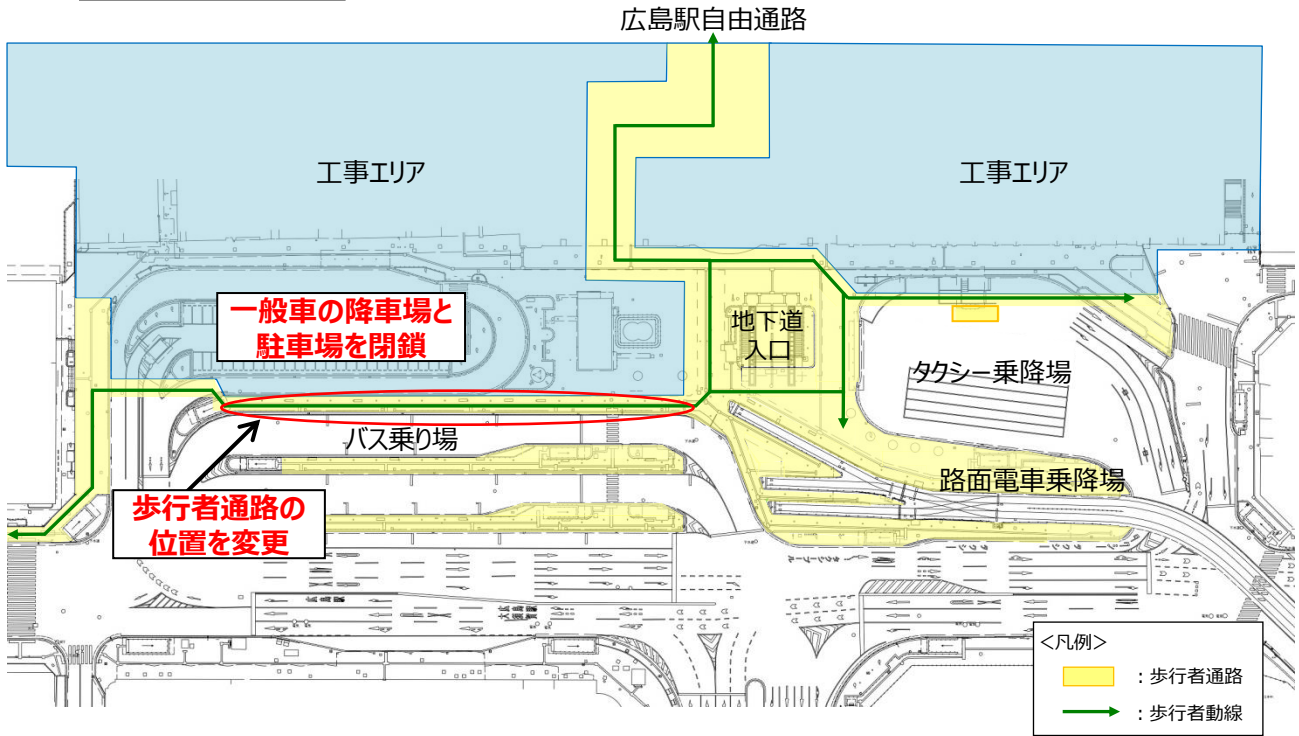 広島駅自由通路
工事エリア
工事エリア
一般車の降車場と
駐車場を閉鎖
地下道
入口
タクシー乗降場
バス乗り場
路面電車乗降場
歩行者通路の
位置を変更
<凡例>
：歩行者通路
：歩行者動線